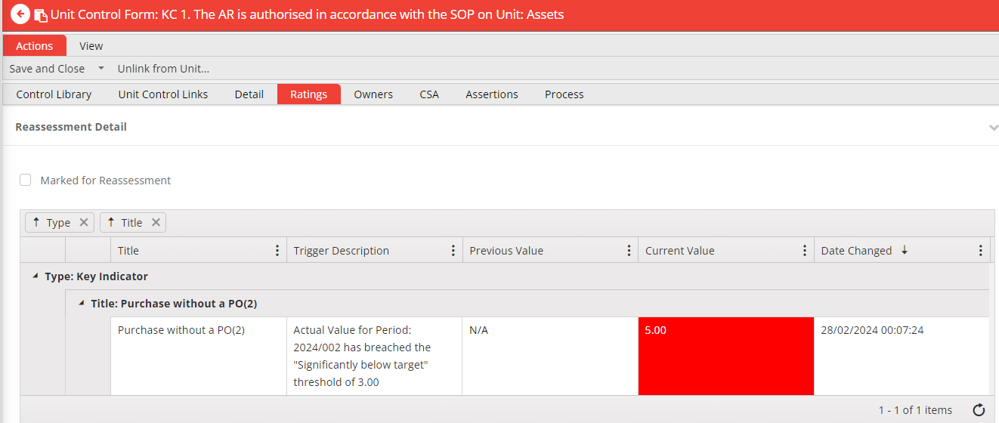 Unit Control Form: KC 1. The AR is authorised in accordance with the SOP on Unit: Assets
Actions View
Save and Close Unlink from Unit...
Control Library Unit Control Links Detail Ratings Owners CSA Assertions Process
Reassessment Detail
Marked for Reassessment
Type Title
Title Trigger Description Previous Value Current Value Date Changed
Type: Key Indicator
Title: Purchase without a PO(2)
Purchase without a PO(2) Actual Value for Period: N/A 5.00 28/02/2024 00:07:24
2024/002 has breached the
"Significantly below target"
threshold of 3.00
1 - 1 of 1 items